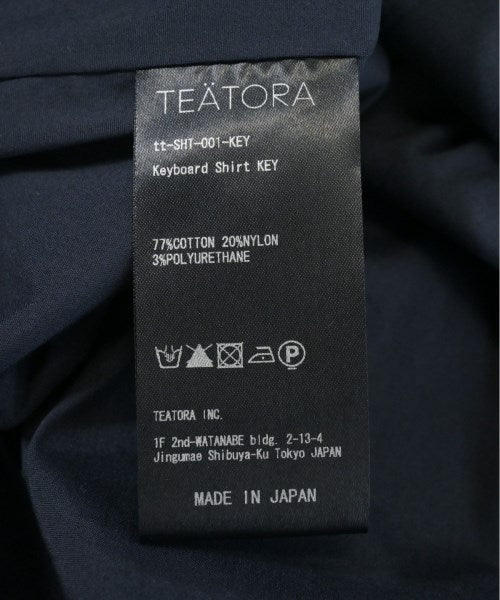 TEÄTORA
tt-SHT-001-KEY
Keyboard Shirt KEY
77%COTTON 20%NYLON
3%POLYURETHANE
P
TEATORA INC.
1F 2nd-WATANABE bldg. 2-13-4
Jingumae Shibuya-Ku Tokyo JAPAN
MADE IN JAPAN